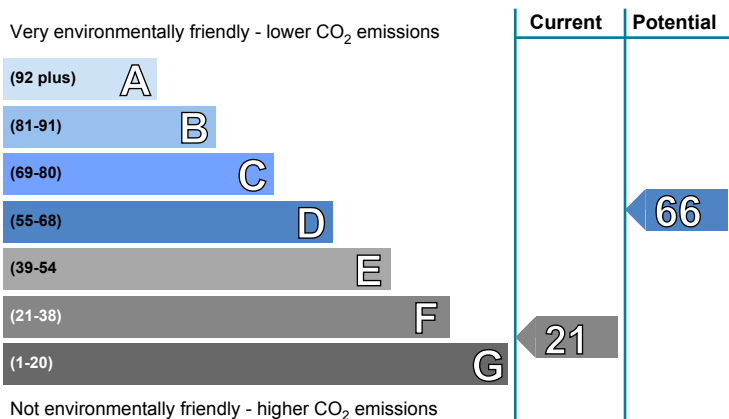 Current Potential
Very environmentally friendly - lower CO₂ emissions
(92 plus) A
(81-91) B
(69-80) C
(55-68) D
66
(39-54 E
(21-38) F
21
(1-20) G
Not environmentally friendly - higher CO₂ emissions